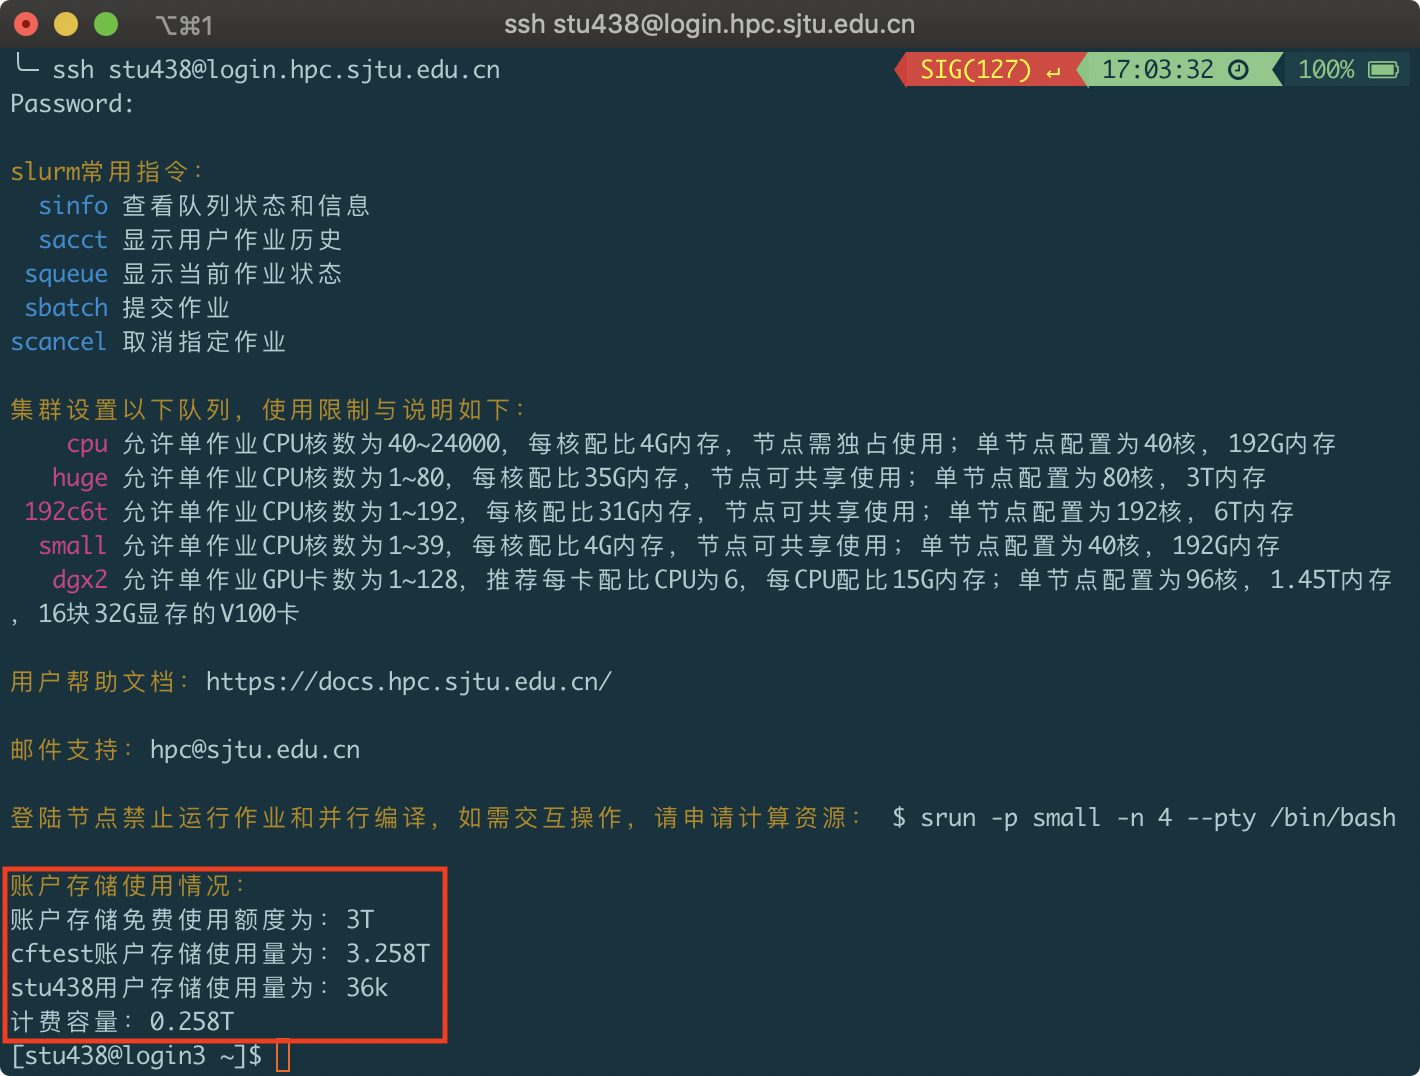 ⌥⌘1 ssh stu438@login.hpc.sjtu.edu.cn
ssh stu438@login.hpc.sjtu.edu.cn SIG(127) ↵ 17:03:32 100%
Password:
slurm常用指令:
sinfo 查看队列状态和信息
sacct 显示用户作业历史
squeue 显示当前作业状态
sbatch 提交作业
scancel 取消指定作业
集群设置以下队列, 使用限制与说明如下:
cpu 允许单作业CPU核数为40~24000, 每核配比4G内存, 节点需独占使用; 单节点配置为40核, 192G内存
huge 允许单作业CPU核数为1~80, 每核配比35G内存, 节点可共享使用; 单节点配置为80核, 3T内存
192c6t 允许单作业CPU核数为1~192, 每核配比31G内存, 节点可共享使用; 单节点配置为192核, 6T内存
small 允许单作业CPU核数为1~39, 每核配比4G内存, 节点可共享使用; 单节点配置为40核, 192G内存
dgx2 允许单作业GPU卡数为1~128, 推荐每卡配比CPU为6, 每CPU配比15G内存; 单节点配置为96核, 1.45T内存
, 16块32G显存的V100卡
用户帮助文档: https://docs.hpc.sjtu.edu.cn/
邮件支持: hpc@sjtu.edu.cn
登陆节点禁止运行作业和并行编译, 如需交互操作, 请申请计算资源: $ srun -p small -n 4 --pty /bin/bash
账户存储使用情况:
账户存储免费使用额度为: 3T
cftest账户存储使用量为: 3.258T
stu438用户存储使用量为: 36k
计费容量: 0.258T
[stu438@login3 ~]$